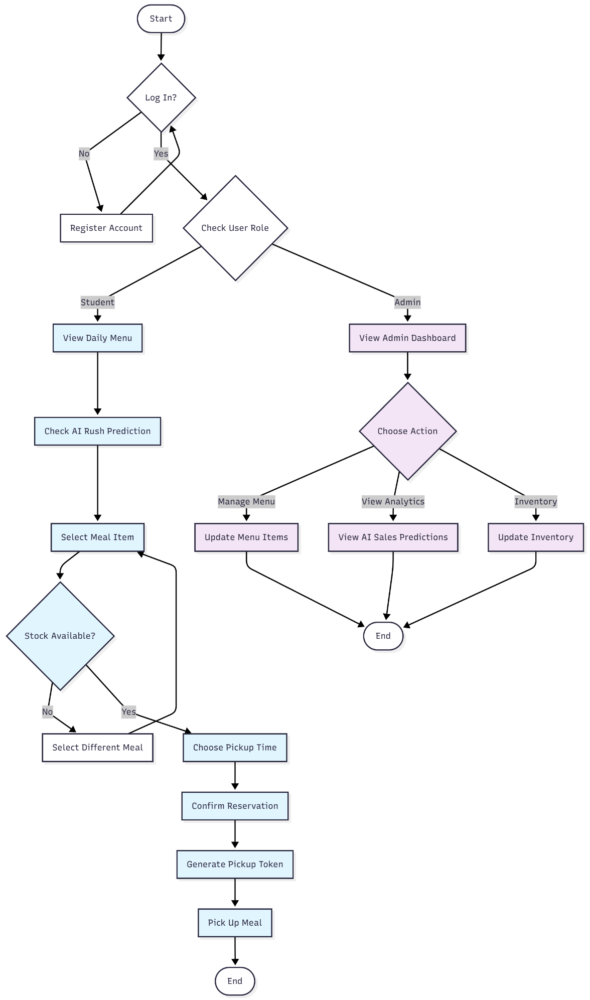 Start
Log In?
No
Yes
Register Account
Check User Role
Student
Admin
View Daily Menu
View Admin Dashboard
Check AI Rush Prediction
Choose Action
Manage Menu
View Analytics
Inventory
Select Meal Item
Update Menu Items
View AI Sales Predictions
Update Inventory
Stock Available?
End
No
Yes
Select Different Meal
Choose Pickup Time
Confirm Reservation
Generate Pickup Token
Pick Up Meal
End